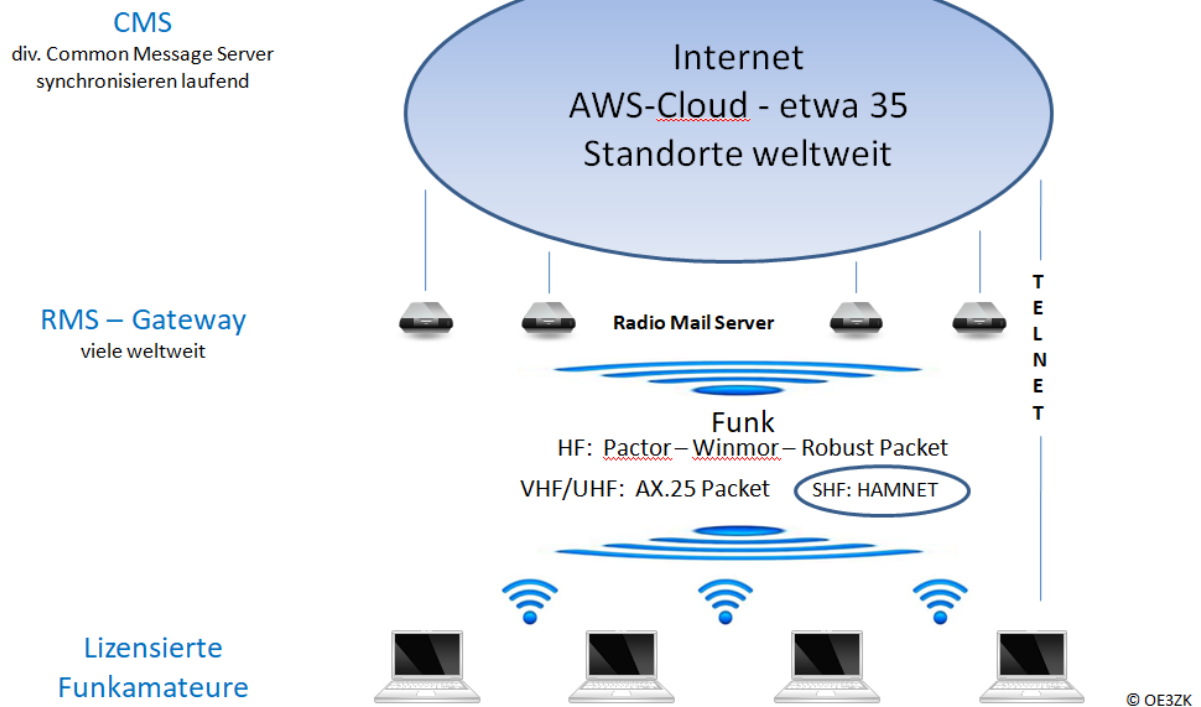 CMS
div. Common Message Server
synchronisieren laufend
Internet
AWS-Cloud - etwa 35
Standorte weltweit
RMS – Gateway
viele weltweit
Radio Mail Server
T
E
L
N
E
T
Funk
HF: Pactor – Winmor – Robust Packet
VHF/UHF: AX.25 Packet
SHF: HAMNET
Lizensierte
Funkamateure
© OE3ZK